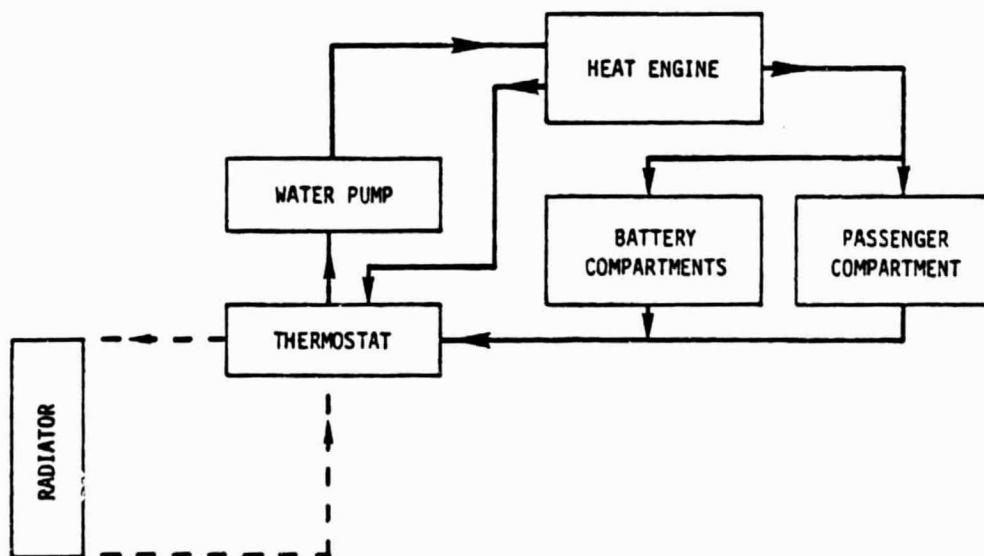 HEAT ENGINE
WATER PUMP
BATTERY
COMPARTMENTS
PASSENGER
COMPARTMENT
THERMOSTAT
RADIATOR